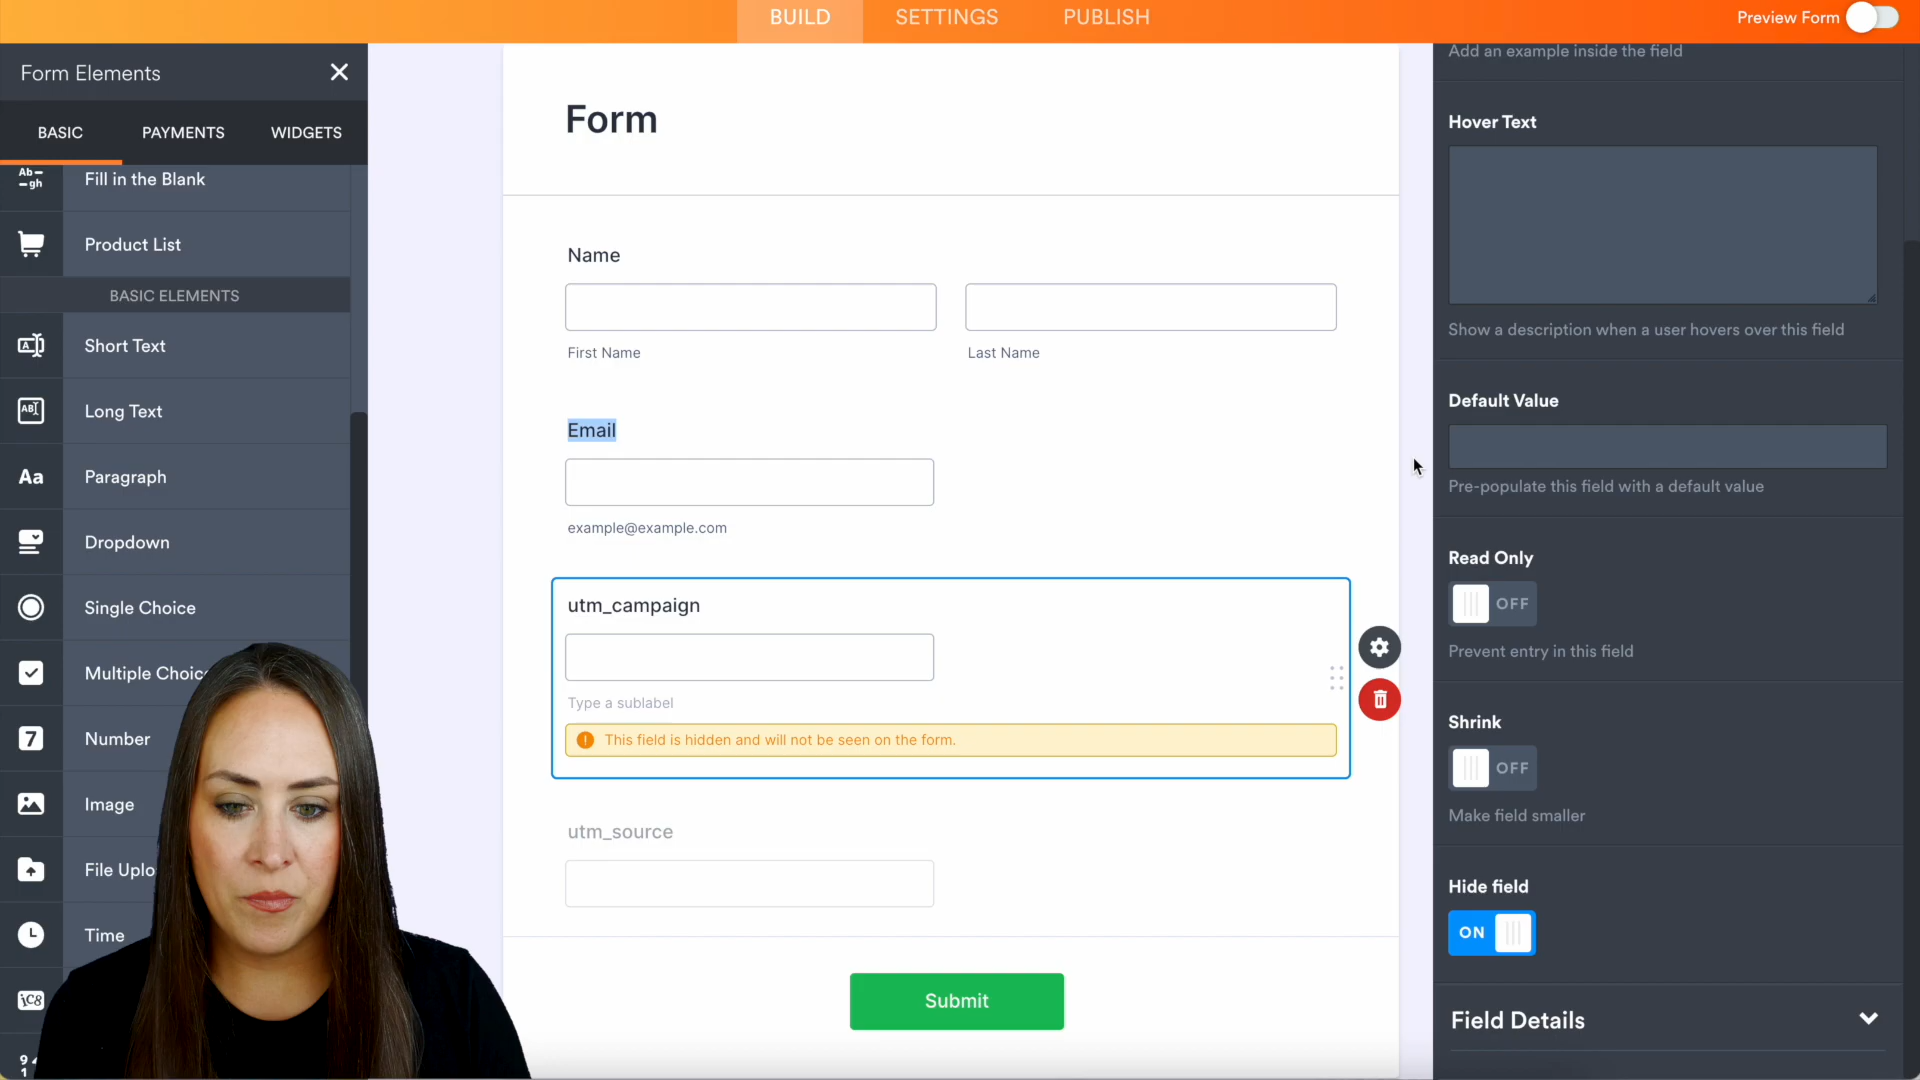 BUILD
SETTINGS
PUBLISH
Preview Form
Form Elements
BASIC
PAYMENTS
WIDGETS
Ab
gh
Fill in the Blank
Product List
BASIC ELEMENTS
Short Text
Long Text
Aa
Paragraph
Dropdown
Single Choice
Multiple Choic
7
Number
Image
File Uplo
Time
Form
Name
First Name
Last Name
Email
example@example.com
utm_campaign
Type a sublabel
This field is hidden and will not be seen on the form.
utm_source
Submit
Add an example inside the field
Hover Text
Show a description when a user hovers over this field
Default Value
Pre-populate this field with a default value
Read Only
OFF
Prevent entry in this field
Shrink
OFF
Make field smaller
Hide field
ON
Field Details